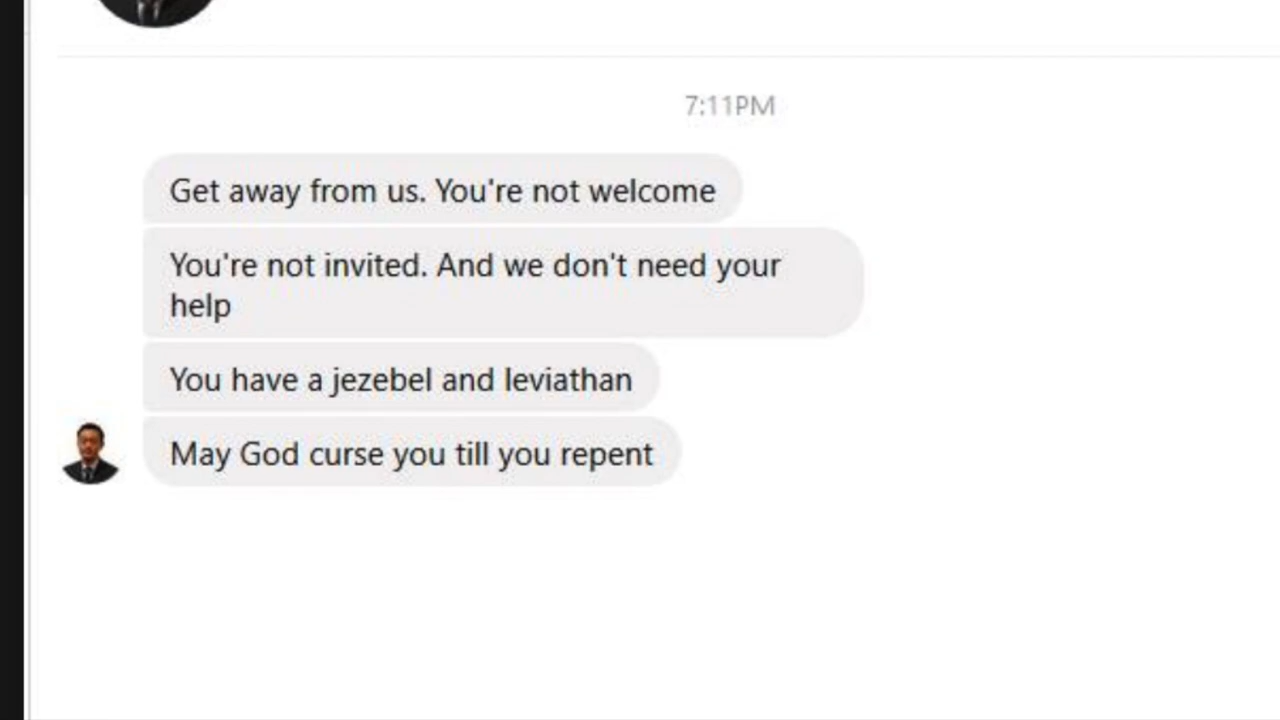 7:11PM
Get away from us. You're not welcome
You're not invited. And we don't need your
help
You have a jezebel and leviathan
May God curse you till you repent